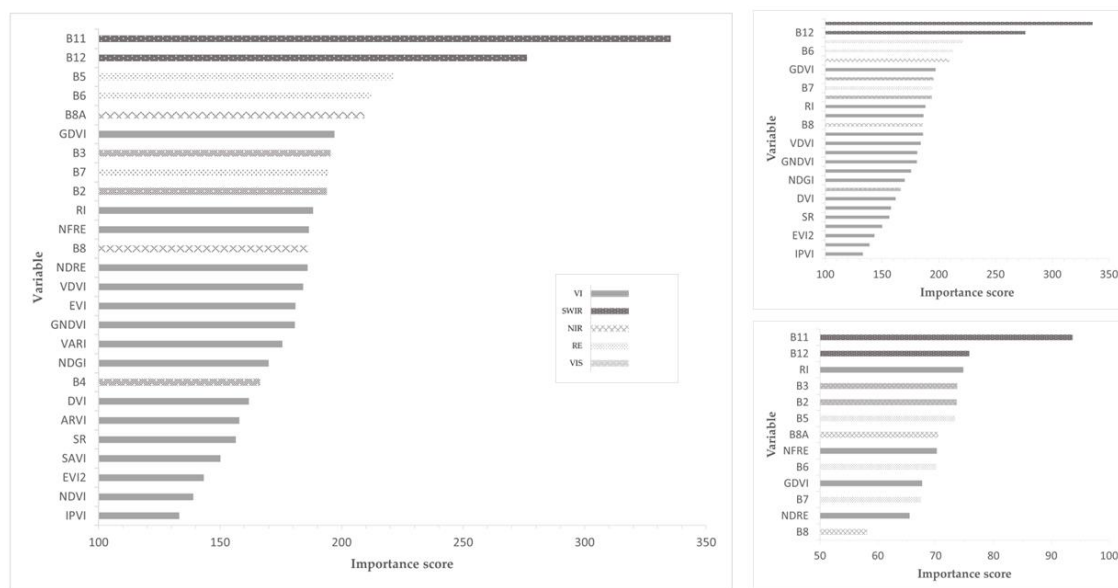 B11
B12
B5
B6
B8A
GDVI
B3
B7
B2
RI
NFRE
B8
NDRE
VDVI
EVI
GNDVI
VARI
NDGI
B4
DVI
ARVI
SR
SAVI
EVI2
NDVI
IPVI
Variable
100 150 200 250 300 350
Importance score
VI
SWIR
NIR
RE
VIS
B12
B6
GDVI
B7
RI
B8
VDVI
GNDVI
NDGI
DVI
SR
EVI2
IPVI
Variable
100 150 200 250 300 350
Importance score
B11
B12
RI
B3
B2
B5
B8A
NFRE
B6
GDVI
B7
NDRE
B8
Variable
50 60 70 80 90 100
Importance score